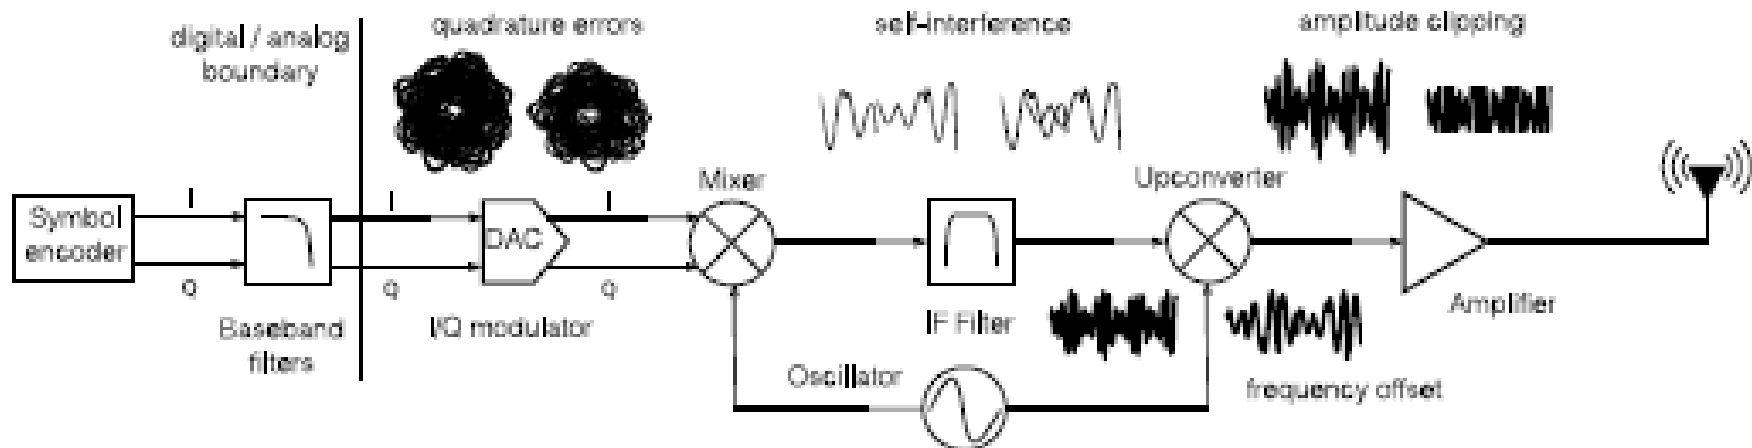 quadrature errors
self-interference
amplitude clipping
digital / analog
boundary
Mixer
Upconverter
I
I
I
Symbol
encoder
DAC
Q
Q
Q
Baseband
filters
I/Q modulator
IF Filter
Amplifier
Oscillator
frequency offset